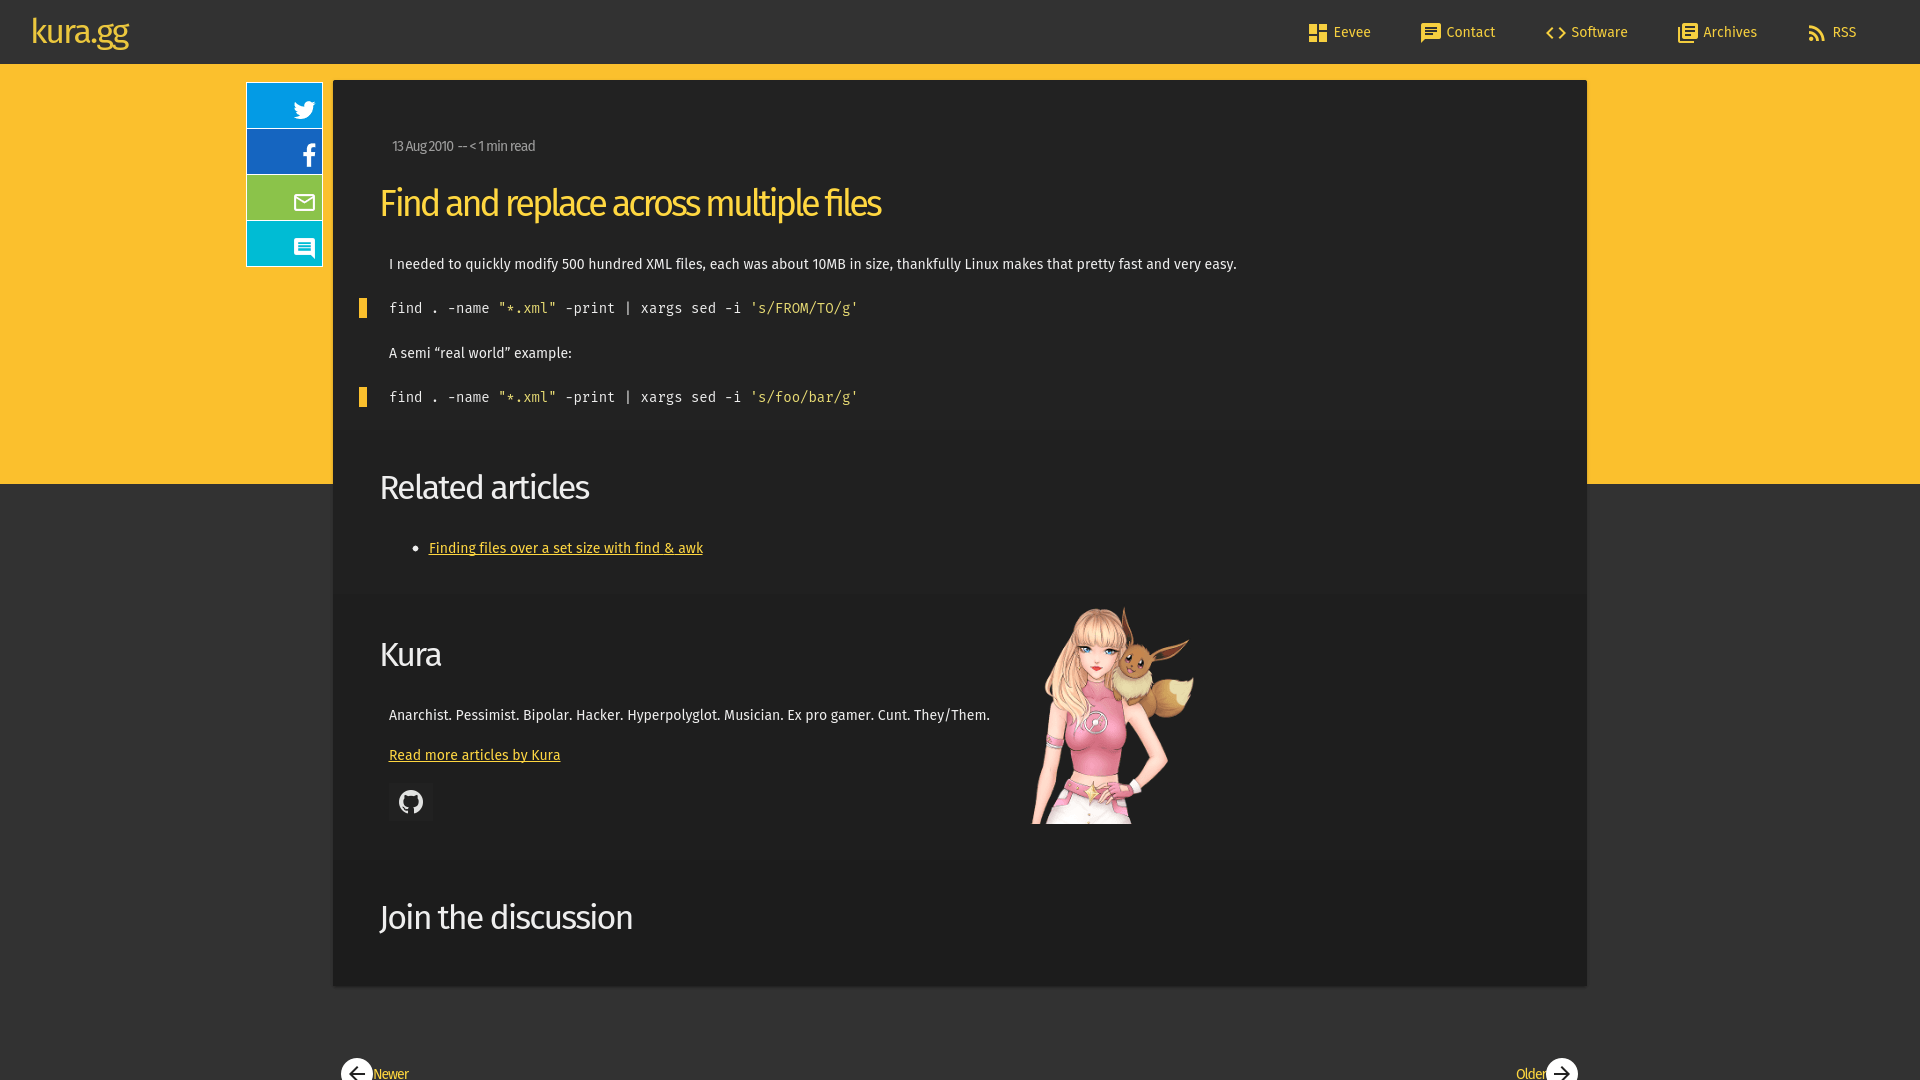 kura.gg
Eevee
Contact
Software
Archives
RSS
13 Aug 2010 -- < 1 min read
Find and replace across multiple files
I needed to quickly modify 500 hundred XML files, each was about 10MB in size, thankfully Linux makes that pretty fast and very easy.
find . -name "*.xml" -print | xargs sed -i 's/FROM/TO/g'
A semi “real world” example:
find . -name "*.xml" -print | xargs sed -i 's/foo/bar/g'
Related articles
Finding files over a set size with find & awk
Kura
Anarchist. Pessimist. Bipolar. Hacker. Hyperpolyglot. Musician. Ex pro gamer. Cunt. They/Them.
Read more articles by Kura
Join the discussion
Newer
Older